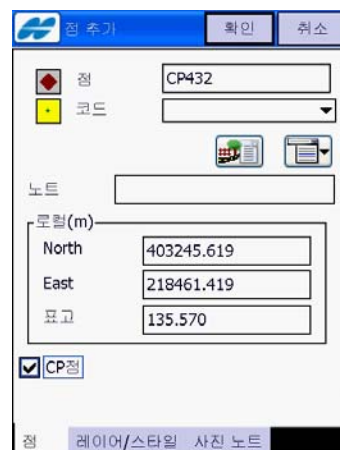 점 추가 확인 취소
점 CP432
코드
노트
로컬(m)
North 403245.619
East 218461.419
표고 135.570
CP점
점 레이어/스타일 사진 노트